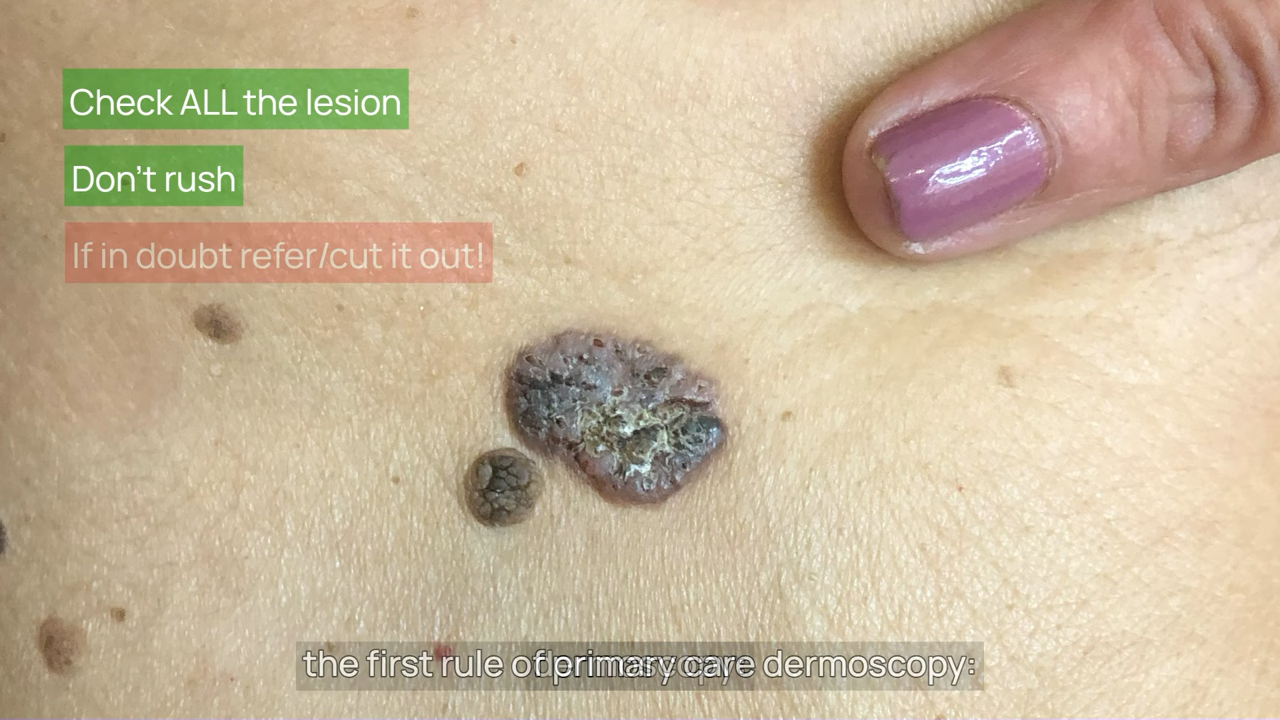 Check ALL the lesion
Don't rush
If in doubt refer/cut it out!
the first rule of primary care dermoscopy: